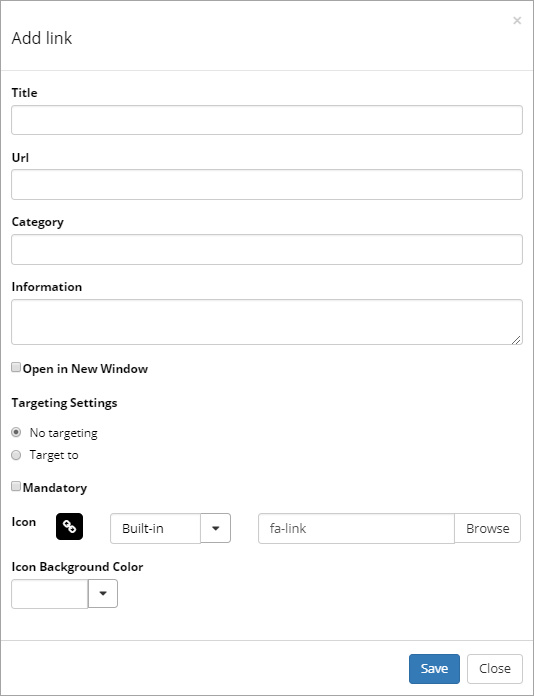 ×
Add link
Title
Url
Category
Information
Open in New Window
Targeting Settings
No targeting
Target to
Mandatory
Icon Built-in fa-link Browse
Icon Background Color
Save Close